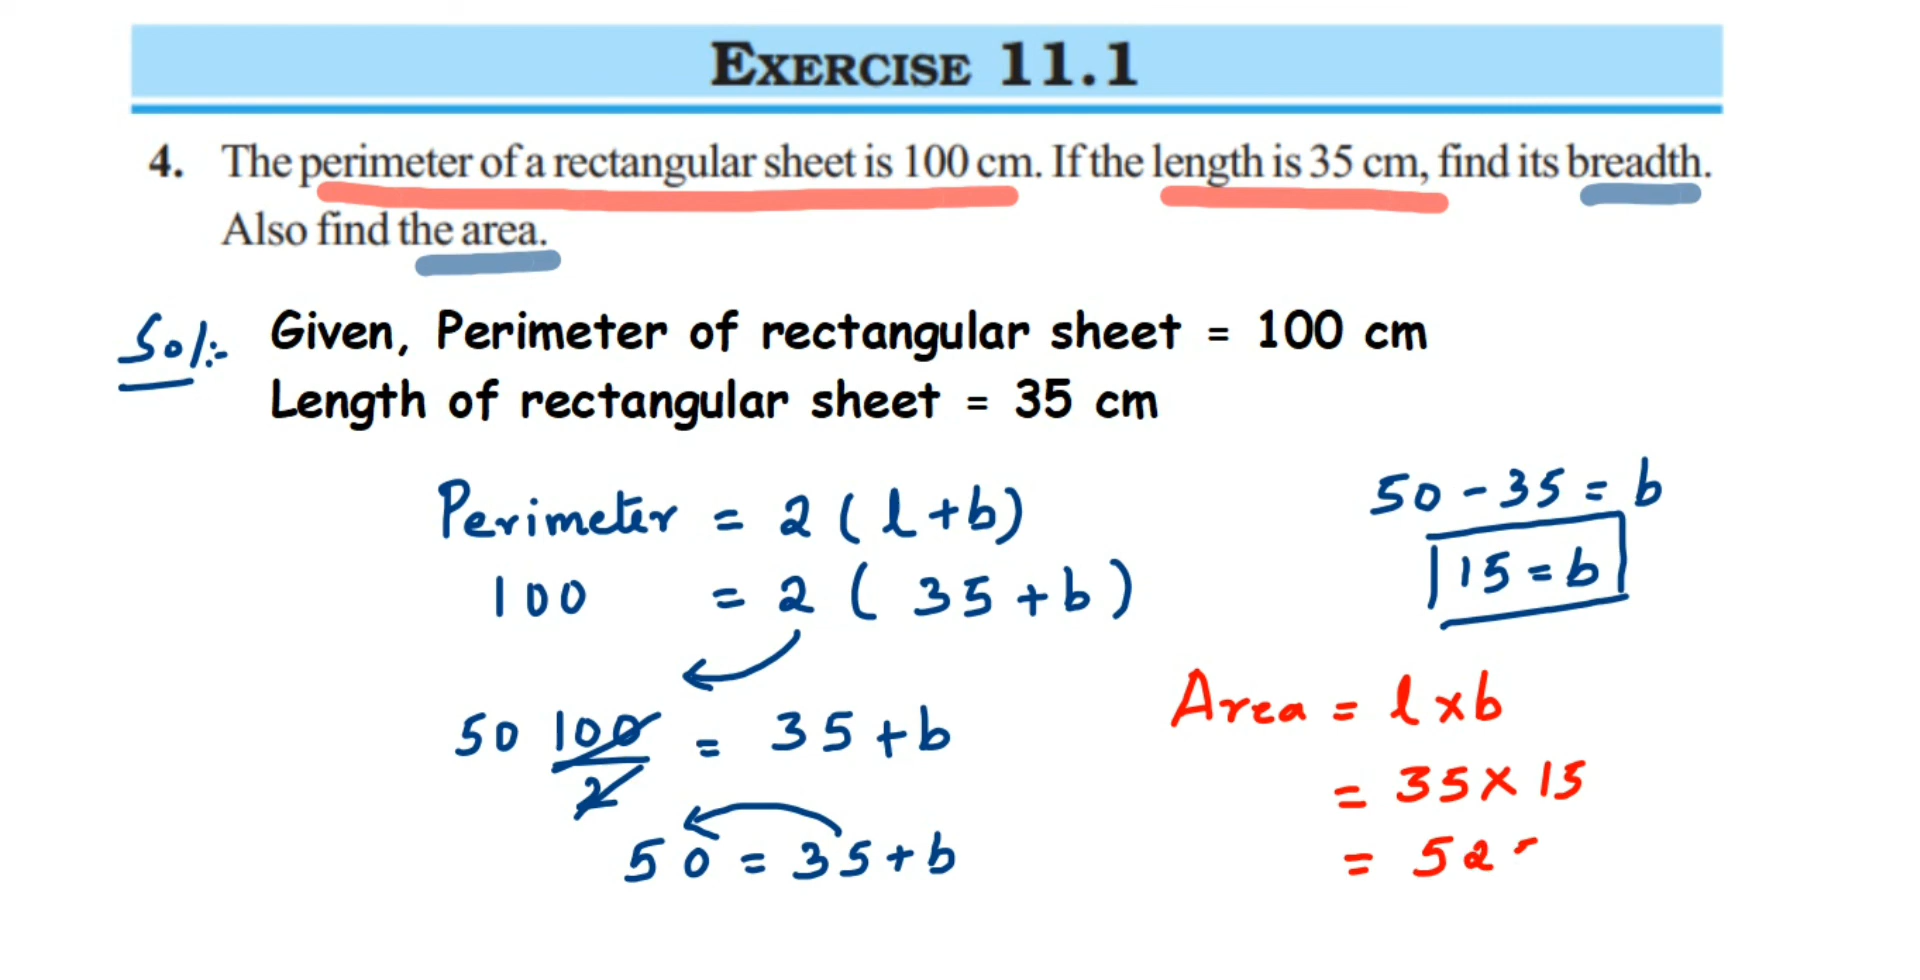 EXERCISE 11.1
4. The perimeter of a rectangular sheet is 100 cm. If the length is 35 cm, find its breadth.
Also find the area.
Sol:-
Given, Perimeter of rectangular sheet = 100 cm
Length of rectangular sheet = 35 cm
Perimeter = 2 ( l + b )
100 = 2 ( 35 + b )
50 100/2 = 35 + b
50 = 35 + b
50 - 35 = b
15 = b
Area = l × b
= 35 × 15
= 52